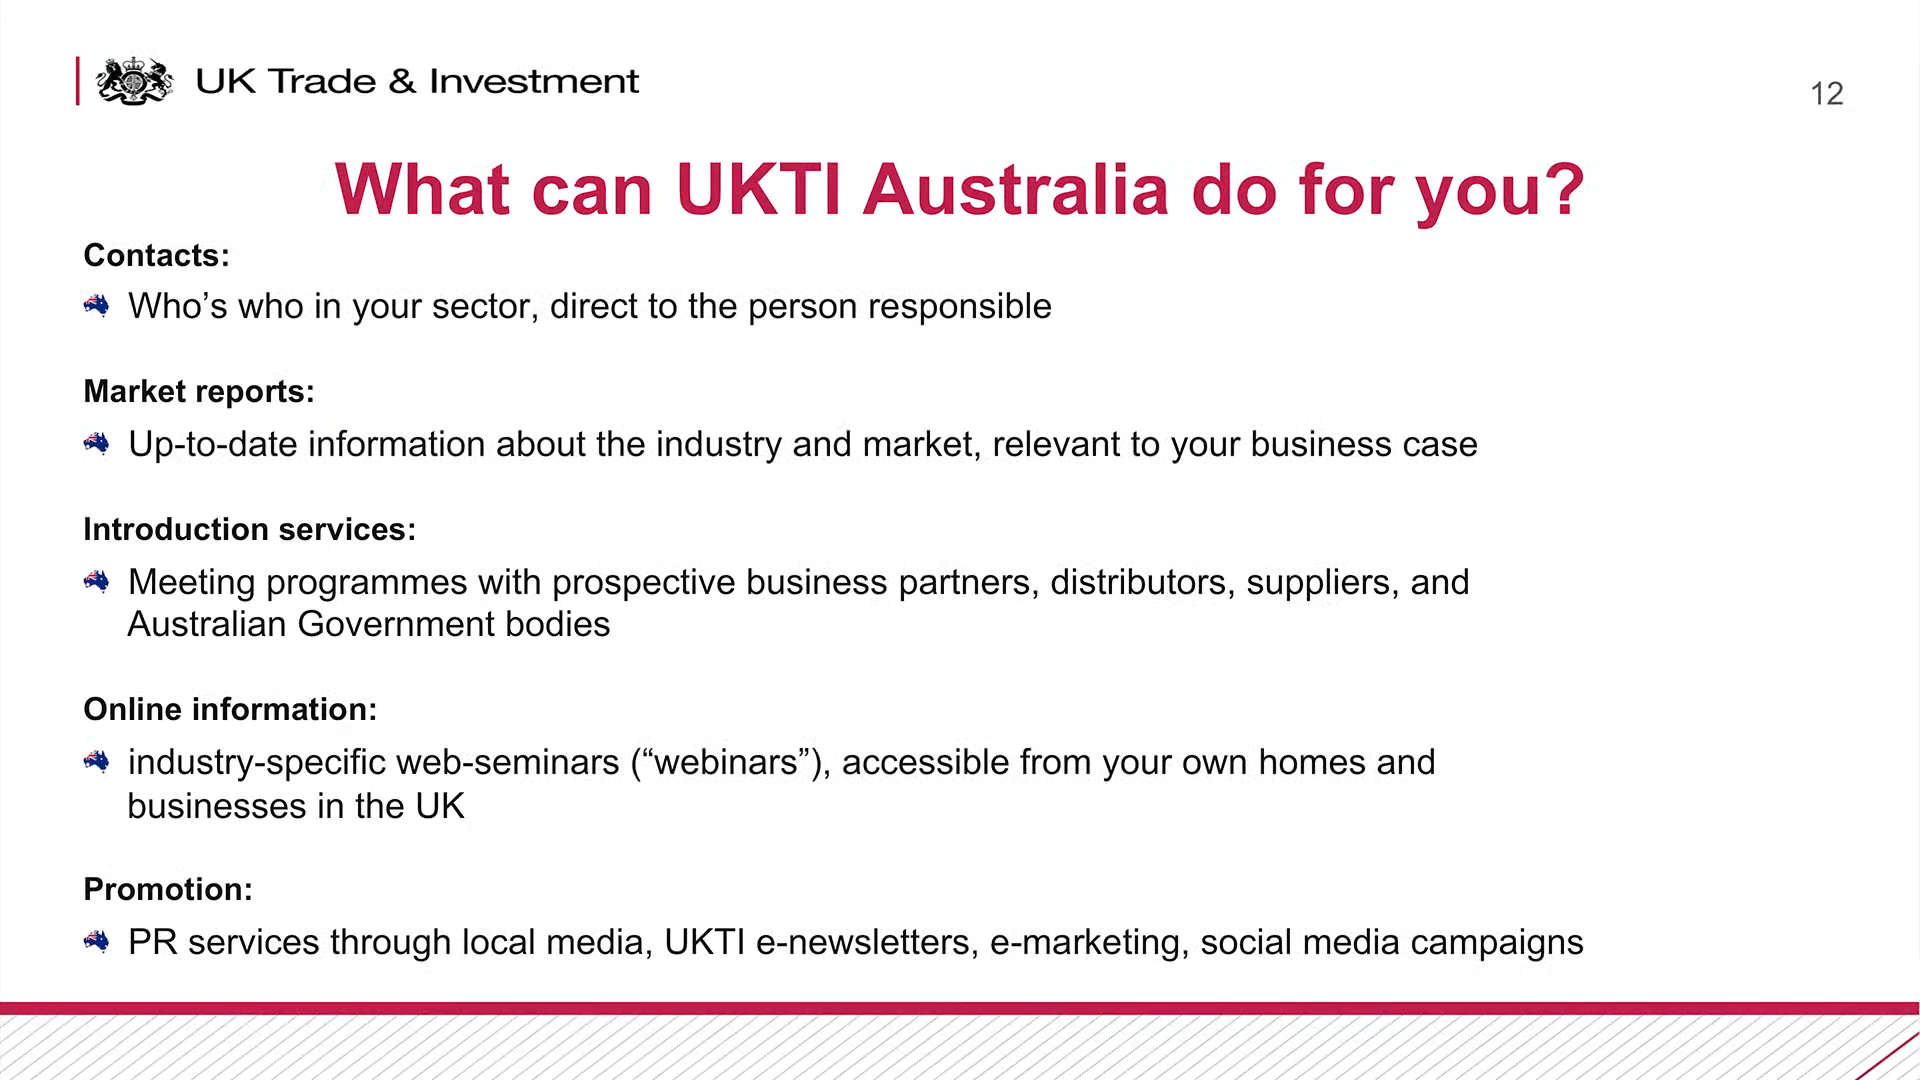 UK Trade & Investment
12
What can UKTI Australia do for you?
Contacts:
Who’s who in your sector, direct to the person responsible
Market reports:
Up-to-date information about the industry and market, relevant to your business case
Introduction services:
Meeting programmes with prospective business partners, distributors, suppliers, and
Australian Government bodies
Online information:
industry-specific web-seminars (“webinars”), accessible from your own homes and
businesses in the UK
Promotion:
PR services through local media, UKTI e-newsletters, e-marketing, social media campaigns